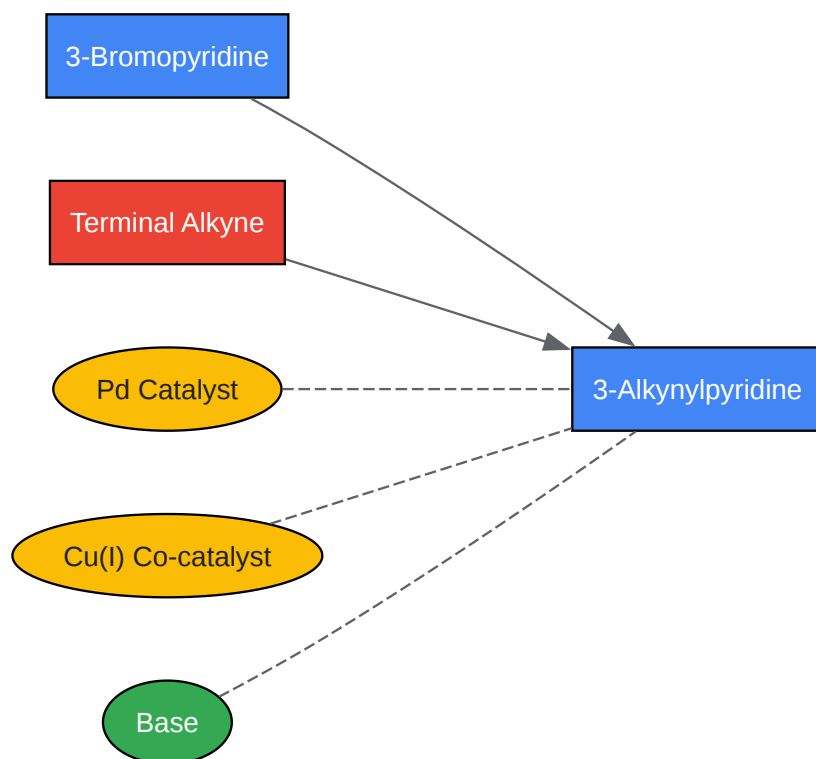 3-Bromopyridine
Terminal Alkyne
Pd Catalyst
3-Alkynylpyridine
Cu(I) Co-catalyst
Base